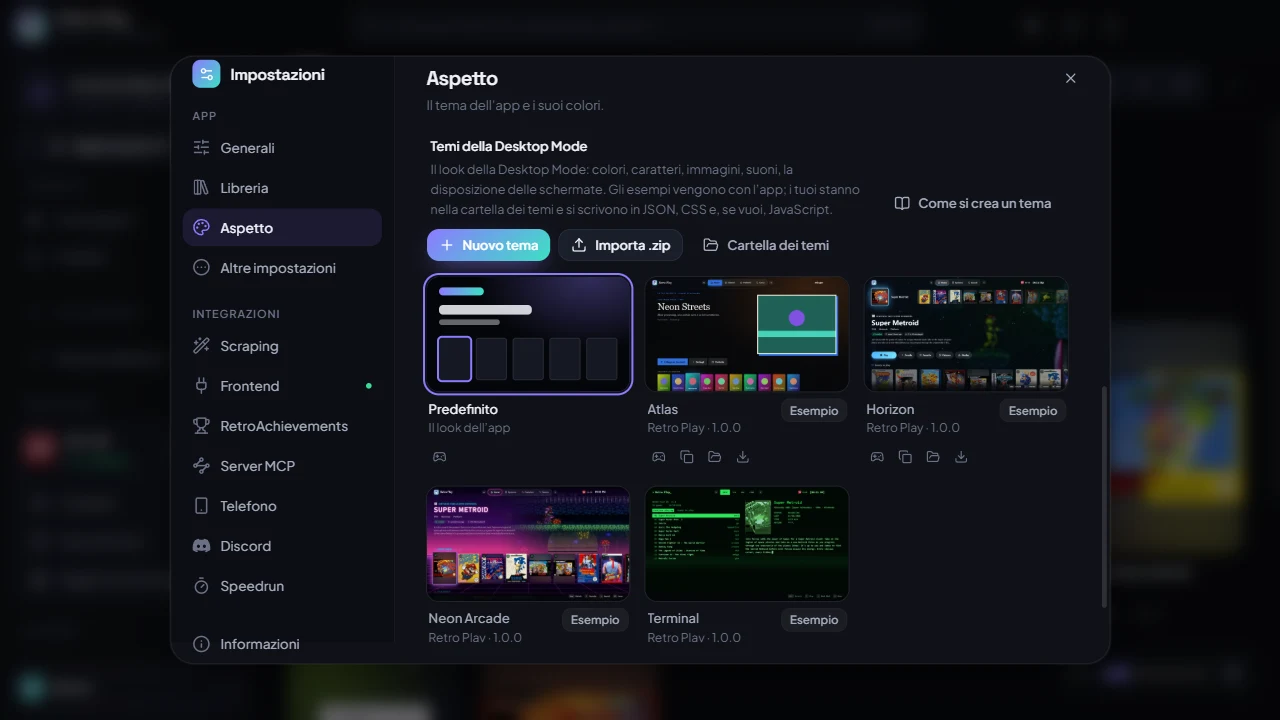 Impostazioni
APP
Generali
Libreria
Aspetto
Altre impostazioni
INTEGRAZIONI
Scraping
Frontend
RetroAchievements
Server MCP
Telefono
Discord
Speedrun
Informazioni
Aspetto
Il tema dell'app e i suoi colori.
Temi della Desktop Mode
Il look della Desktop Mode: colori, caratteri, immagini, suoni, la
disposizione delle schermate. Gli esempi vengono con l'app; i tuoi stanno
nella cartella dei temi e si scrivono in JSON, CSS e, se vuoi, JavaScript.
Come si crea un tema
Nuovo tema
Importa .zip
Cartella dei temi
Predefinito
Il look dell'app
Neon Streets
Atlas
Esempio
Retro Play · 1.0.0
Super Metroid
Horizon
Esempio
Retro Play · 1.0.0
SUPER METROID
Neon Arcade
Esempio
Retro Play · 1.0.0
Super Metroid
Terminal
Esempio
Retro Play · 1.0.0